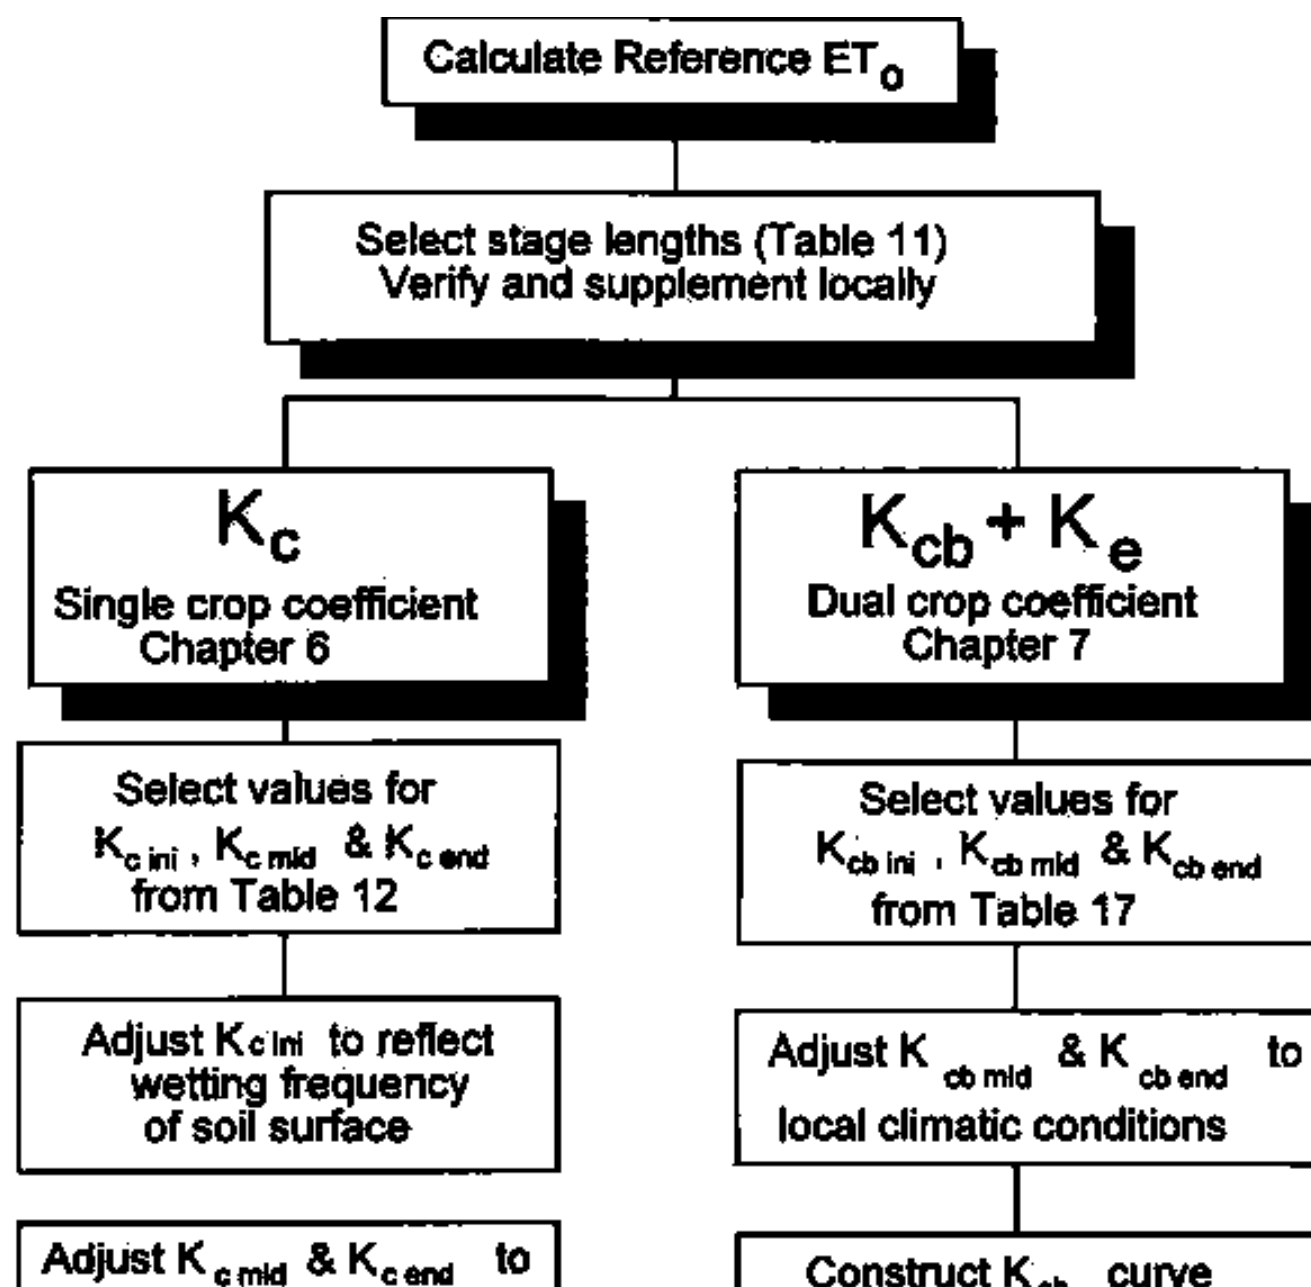 Calculate Reference ETo
Select stage lengths (Table 11)
Verify and supplement locally
Kc
Single crop coefficient
Chapter 6
Select values for
Kc ini, Kc mid & Kc end
from Table 12
Adjust Kc ini to reflect
wetting frequency
of soil surface
Adjust Kc mid & Kc end to
Kcb + Ke
Dual crop coefficient
Chapter 7
Select values for
Kcb ini, Kcb mid & Kcb end
from Table 17
Adjust K cb mid & K cb end to
local climatic conditions
Construct Kcb curve